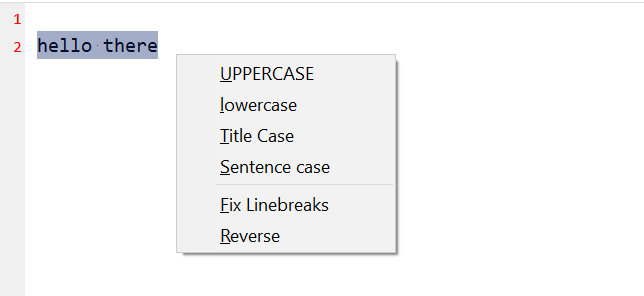 1
2 hello there
UPPERCASE
lowercase
Title Case
Sentence case
Fix Linebreaks
Reverse